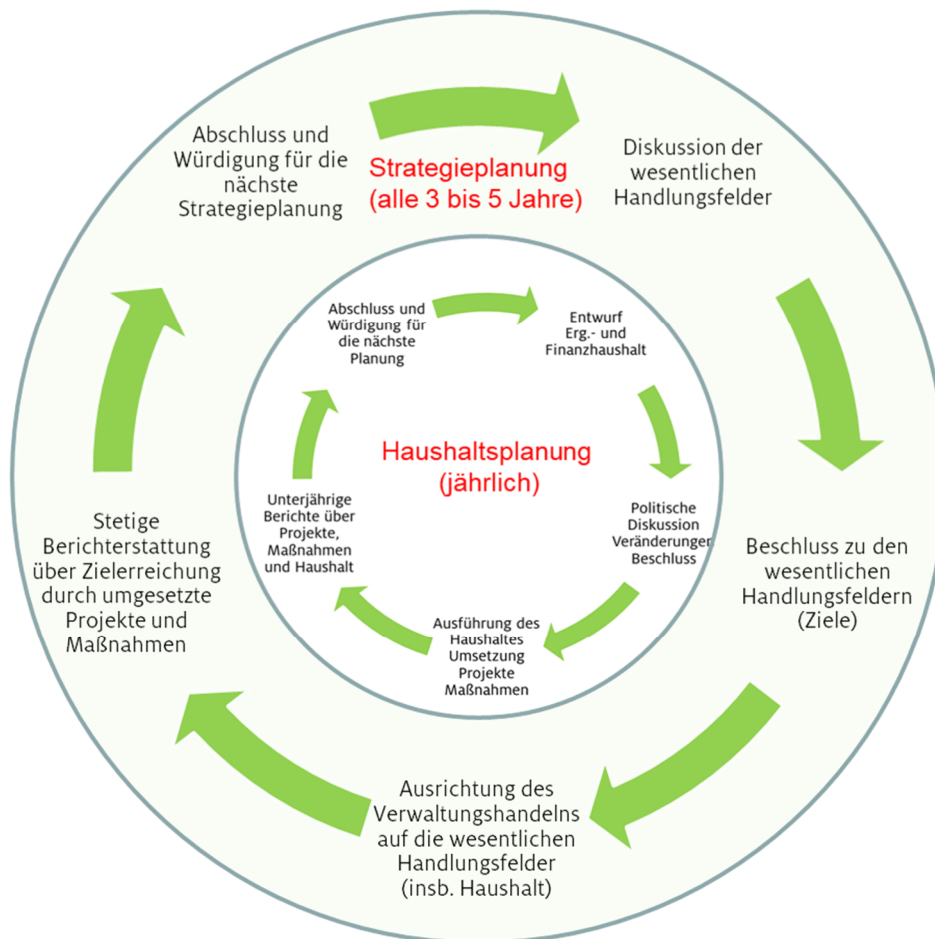 Abschluss und
Würdigung für die
nächste
Strategieplanung
Strategieplanung
(alle 3 bis 5 Jahre)
Diskussion der
wesentlichen
Handlungsfelder
Beschluss zu den
wesentlichen
Handlungsfeldern
(Ziele)
Ausrichtung des
Verwaltungshandelns
auf die wesentlichen
Handlungsfelder
(insb. Haushalt)
Stetige
Berichterstattung
über Zielerreichung
durch umgesetzte
Projekte und
Maßnahmen
Abschluss und
Würdigung für
die nächste
Planung
Entwurf
Erg.- und
Finanzhaushalt
Haushaltsplanung
(jährlich)
Politische
Diskussion
Veränderungen
Beschluss
Ausführung des
Haushaltes
Umsetzung
Projekte
Maßnahmen
Unterjährige
Berichte über
Projekte,
Maßnahmen
und Haushalt